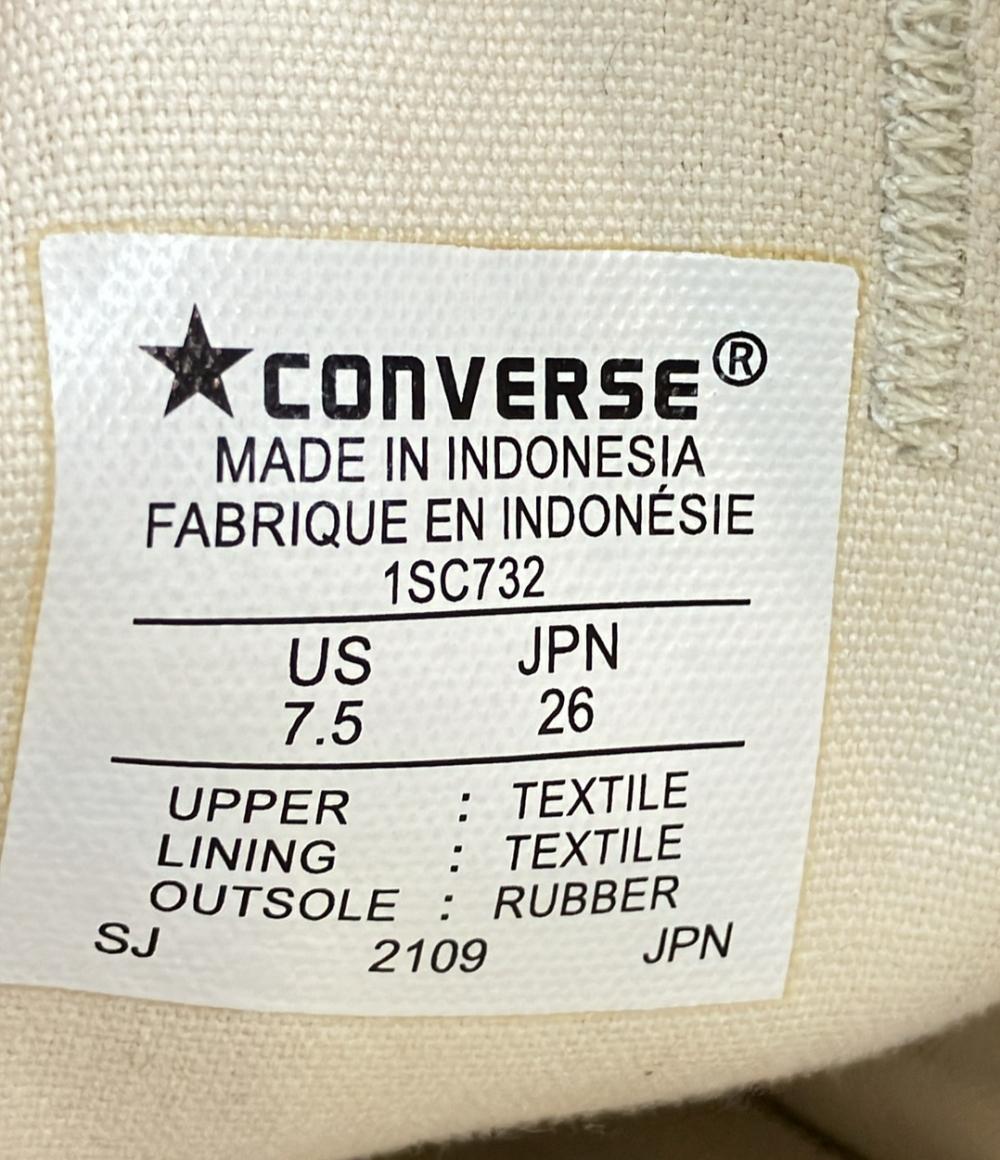 CONVERSE®
MADE IN INDONESIA
FABRIQUE EN INDONÉSIE
1SC732
US JPN
7.5 26
UPPER : TEXTILE
LINING : TEXTILE
OUTSOLE : RUBBER
SJ 2109 JPN